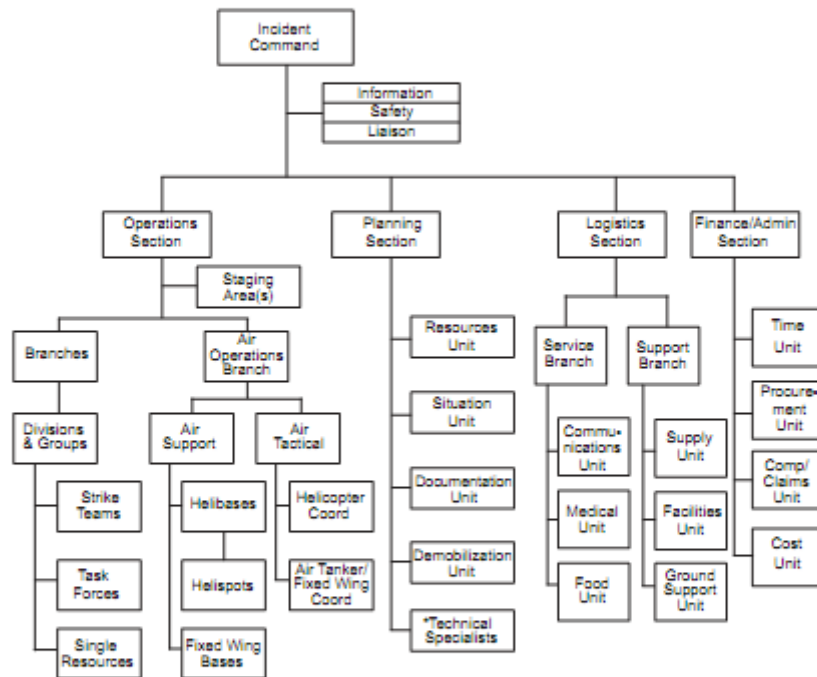 Incident
Command
Information
Safety
Liaison
Operations
Section
Planning
Section
Logistics
Section
Finance/Admin
Section
Staging
Area(s)
Branches
Air
Operations
Branch
Resources
Unit
Service
Branch
Support
Branch
Time
Unit
Divisions
& Groups
Air
Support
Air
Tactical
Situation
Unit
Commu-
nications
Unit
Supply
Unit
Procure-
ment
Unit
Strike
Teams
Helibases
Helicopter
Coord
Documentation
Unit
Medical
Unit
Facilities
Unit
Comp/
Claims
Unit
Task
Forces
Helispots
Air Tanker/
Fixed Wing
Coord
Demobilization
Unit
Food
Unit
Ground
Support
Unit
Cost
Unit
Single
Resources
Fixed Wing
Bases
*Technical
Specialists